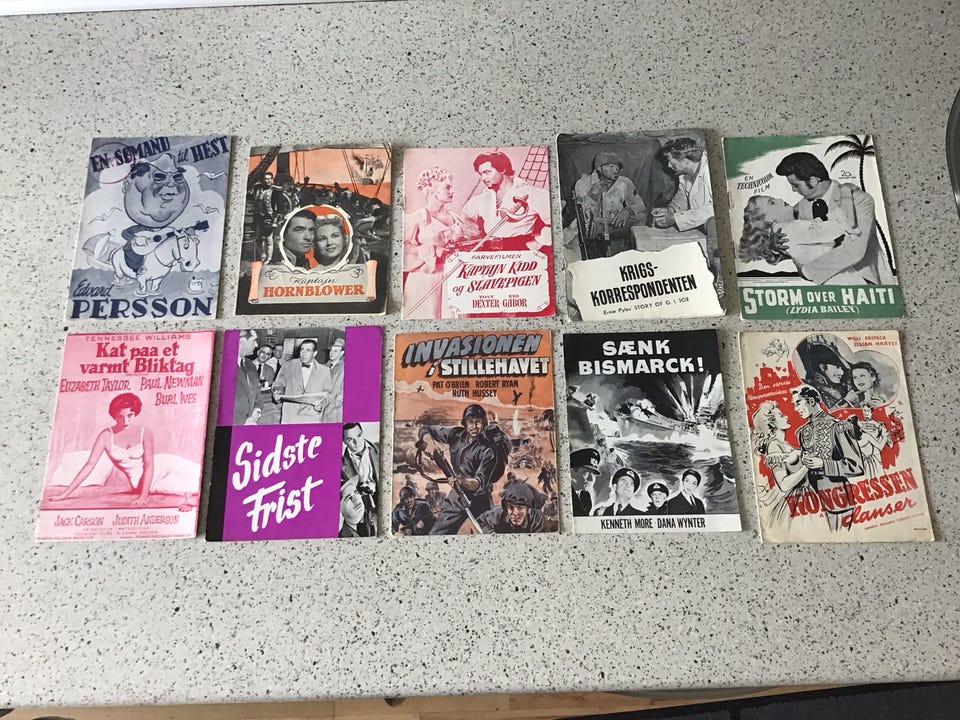 EN SØMAND til HEST
Edvard
PERSSON
Kaptajn
HORNBLOWER
FARVEFILMEN
KAPTAJN KIDD
og SLAVEPIGEN
TONY DEXTER · EVA GABOR
KRIGS-
KORRESPONDENTEN
Ernie Pyles STORY OF G. I. JOE
EN
TECHNICOLOR
FILM
STORM OVER HAITI
(LYDIA BAILEY)
TENNESSEE WILLIAMS
Kat paa et
varmt Bliktag
ELIZABETH TAYLOR PAUL NEWMAN
BURL IVES
JACK CARSON JUDITH ANDERSON
Sidste
Frist
INVASIONEN
i STILLEHAVET
PAT O'BRIEN ROBERT RYAN
RUTH HUSSEY
SÆNK
BISMARCK!
KENNETH MORE · DANA WYNTER
WILLI FRITSCH
LILIAN HARVEY
KONGRESSEN
danser